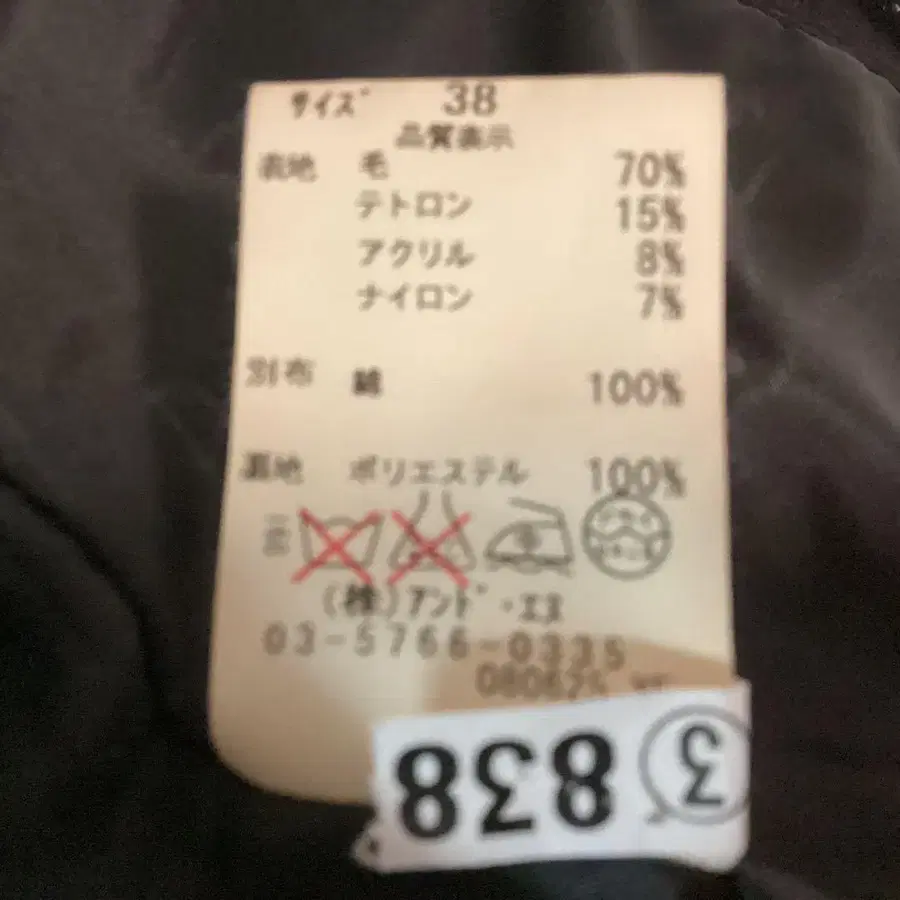 サイズ 38
品質表示
表地 毛 70%
テトロン 15%
アクリル 8%
ナイロン 7%
別布 綿 100%
裏地 ポリエステル 100%
(株)アンド・エヌ
03-5766-0335
080625
③ 838